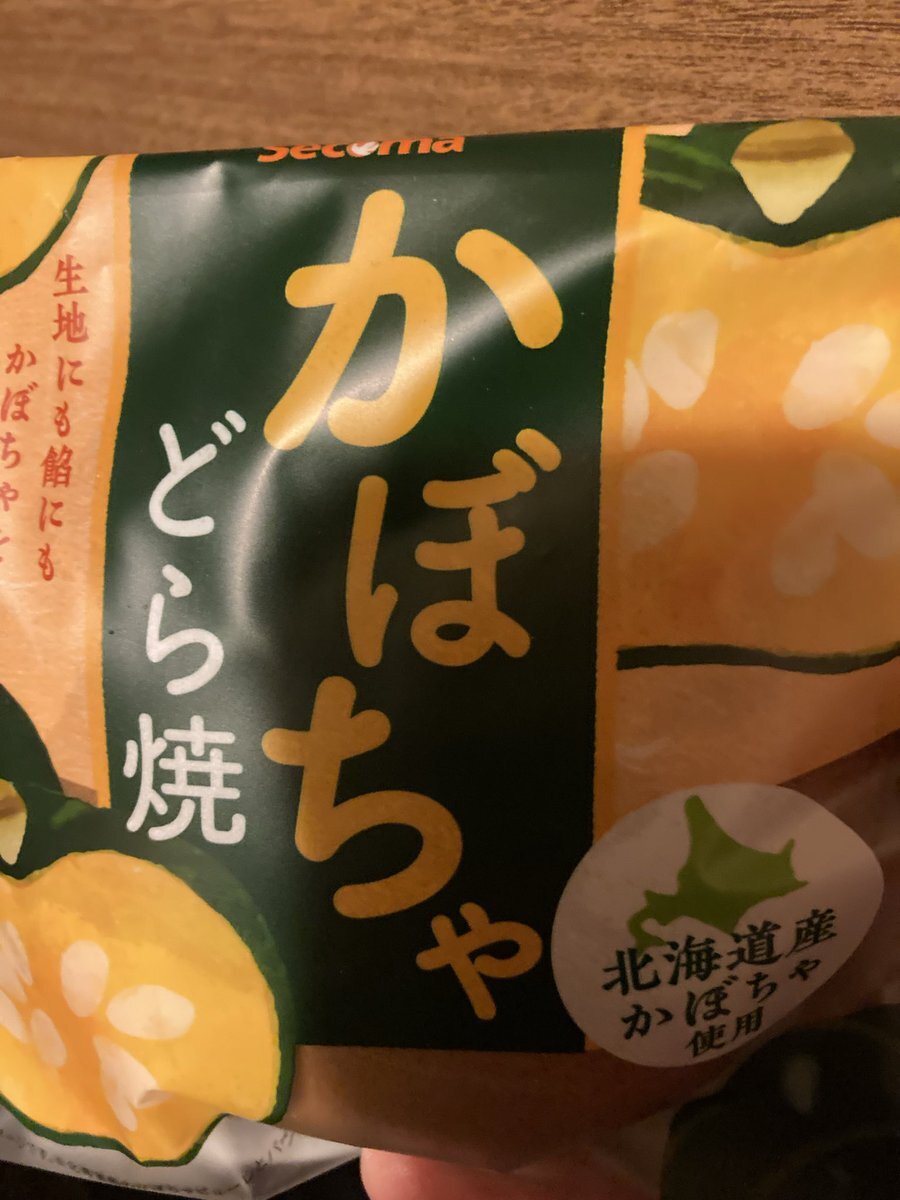 Secoma
かぼちゃ
どら焼
生地にも餡にも
かぼちゃを
北海道産
かぼちゃ
使用